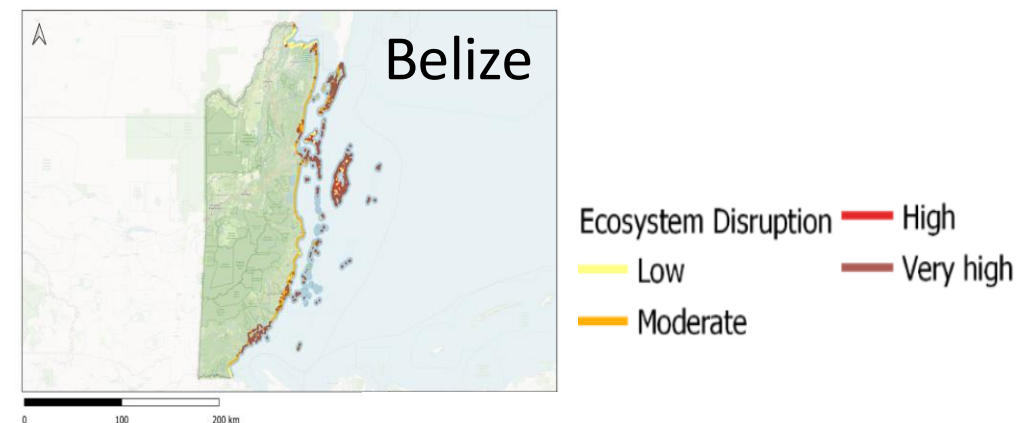 Belize
Ecosystem Disruption
High
Low
Very high
Moderate
0 100 200 km